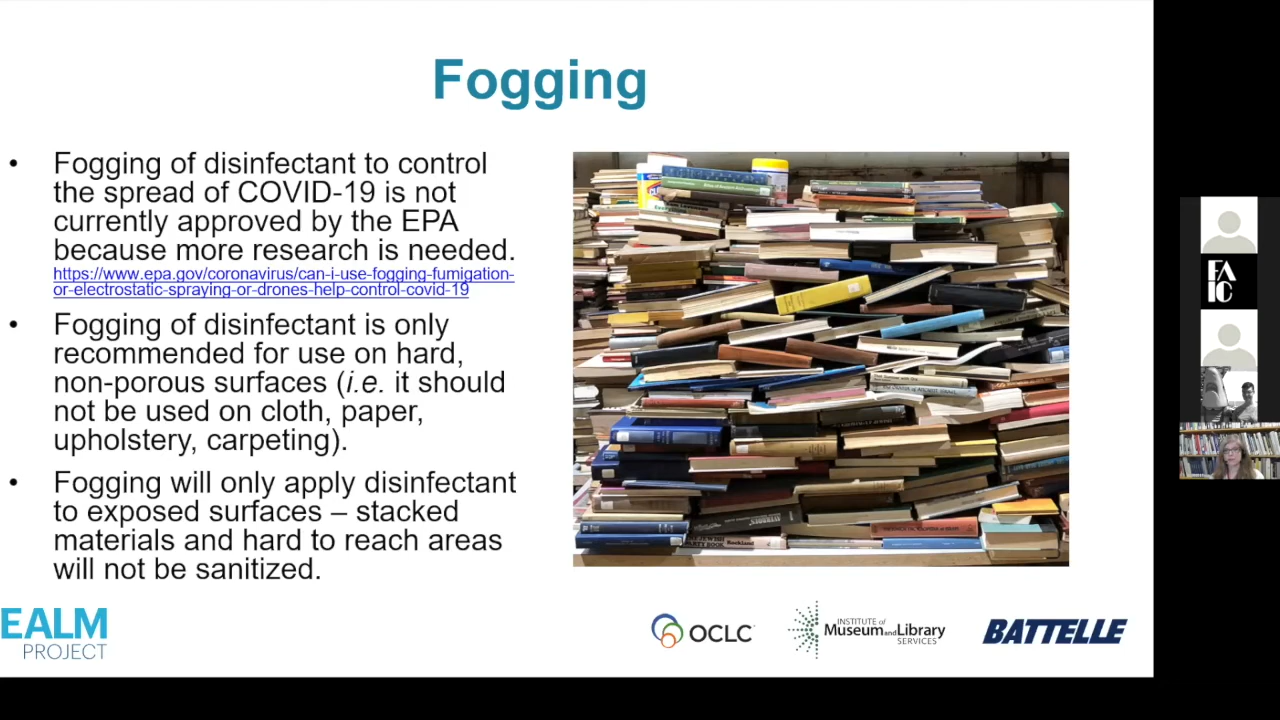 Fogging
• Fogging of disinfectant to control
the spread of COVID-19 is not
currently approved by the EPA
because more research is needed.
https://www.epa.gov/coronavirus/can-i-use-fogging-fumigation-
or-electrostatic-spraying-or-drones-help-control-covid-19
• Fogging of disinfectant is only
recommended for use on hard,
non-porous surfaces (i.e. it should
not be used on cloth, paper,
upholstery, carpeting).
• Fogging will only apply disinfectant
to exposed surfaces – stacked
materials and hard to reach areas
will not be sanitized.
EALM
PROJECT
OCLC
INSTITUTE of
Museum and Library
SERVICES
BATTELLE
FA
IC